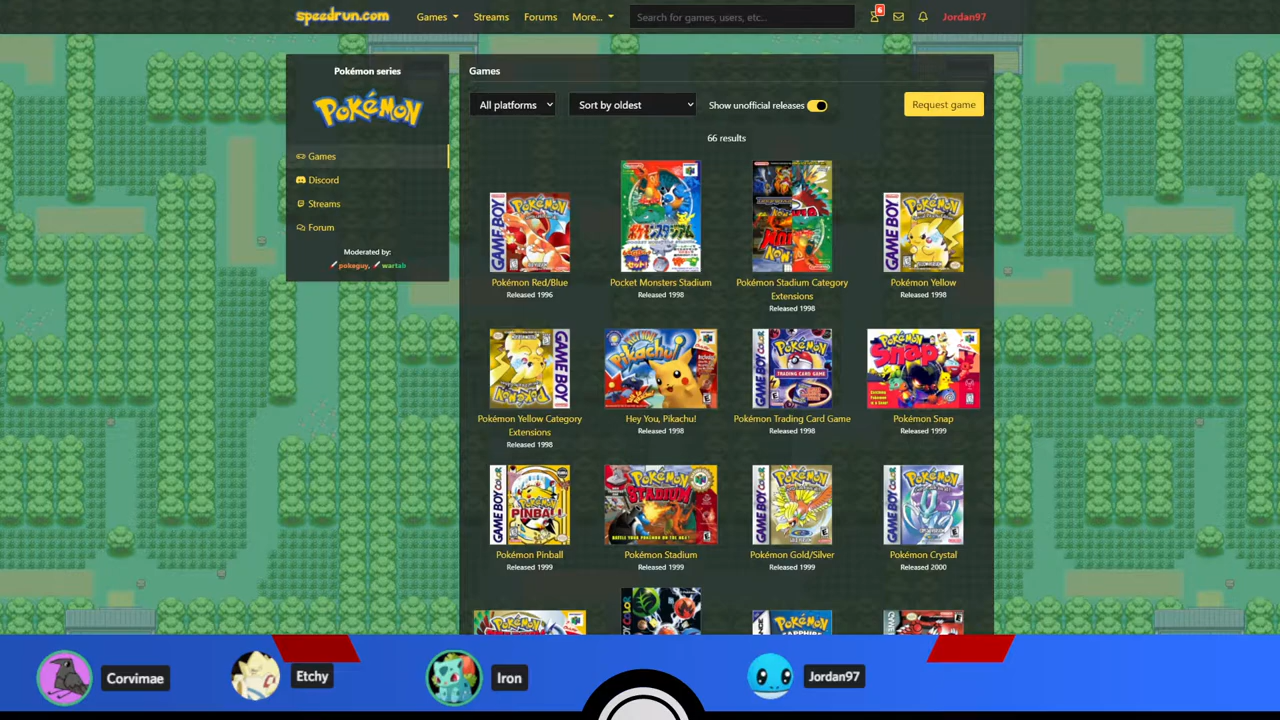 speedrun.com Games Streams Forums More... Search for games, users, etc... 6 Jordan97
Pokémon series
POKéMON
Games
Discord
Streams
Forum
Moderated by:
pokeguy, wartab
Games
All platforms Sort by oldest Show unofficial releases Request game
66 results
Pokémon Red/Blue
Released 1996
Pocket Monsters Stadium
Released 1998
Pokémon Stadium Category
Extensions
Released 1998
Pokémon Yellow
Released 1998
Pokémon Yellow Category
Extensions
Released 1998
Hey You, Pikachu!
Released 1998
Pokémon Trading Card Game
Released 1998
Pokémon Snap
Released 1999
Pokémon Pinball
Released 1999
Pokémon Stadium
Released 1999
Pokémon Gold/Silver
Released 1999
Pokémon Crystal
Released 2000
Corvimae Etchy Iron Jordan97